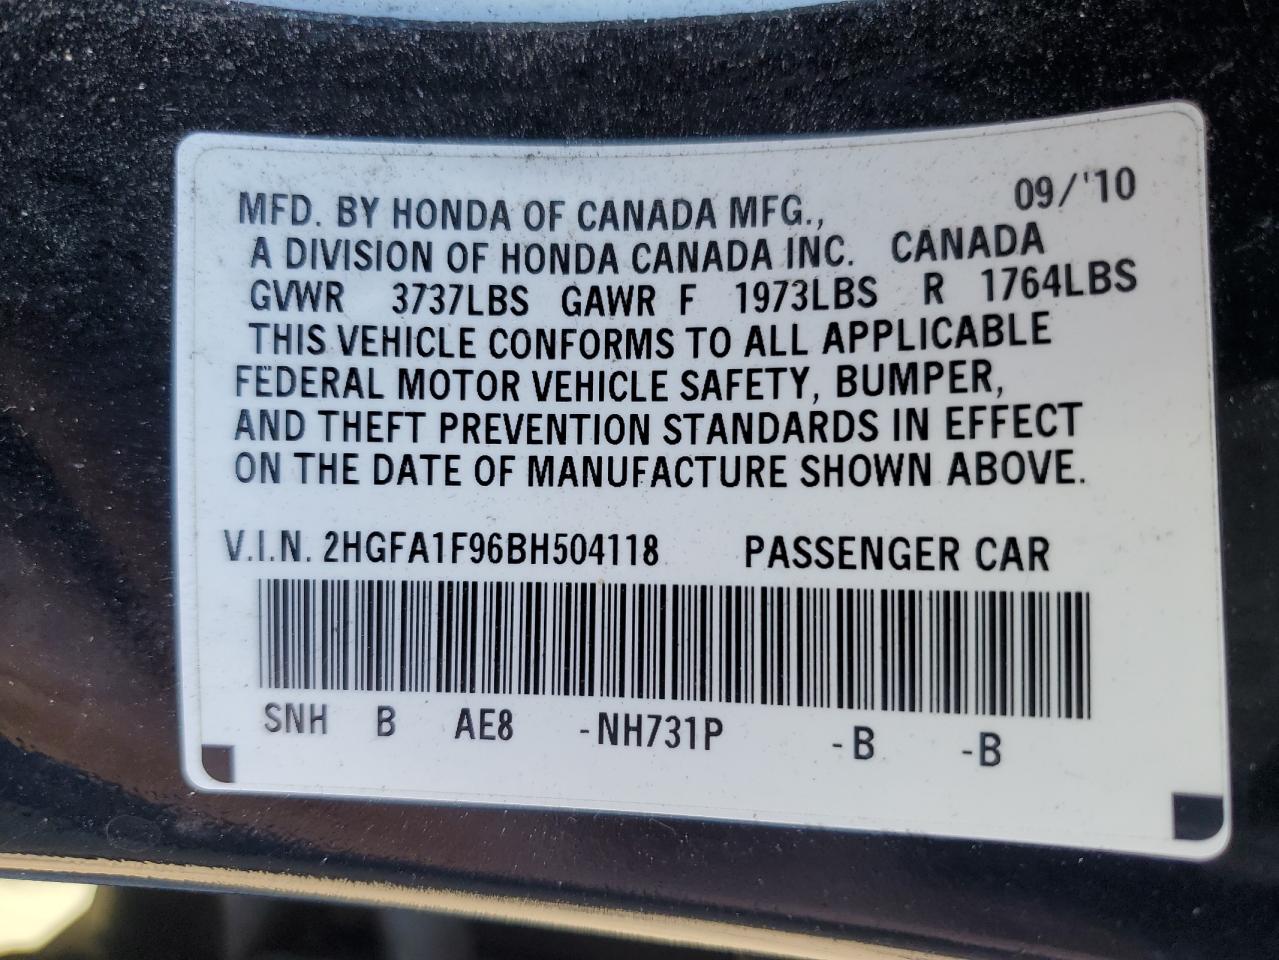 09/'10
MFD. BY HONDA OF CANADA MFG.,
A DIVISION OF HONDA CANADA INC. CANADA
GVWR 3737LBS GAWR F 1973LBS R 1764LBS
THIS VEHICLE CONFORMS TO ALL APPLICABLE
FEDERAL MOTOR VEHICLE SAFETY, BUMPER,
AND THEFT PREVENTION STANDARDS IN EFFECT
ON THE DATE OF MANUFACTURE SHOWN ABOVE.
V.I.N. 2HGFA1F96BH504118 PASSENGER CAR
SNH B AE8 -NH731P -B -B